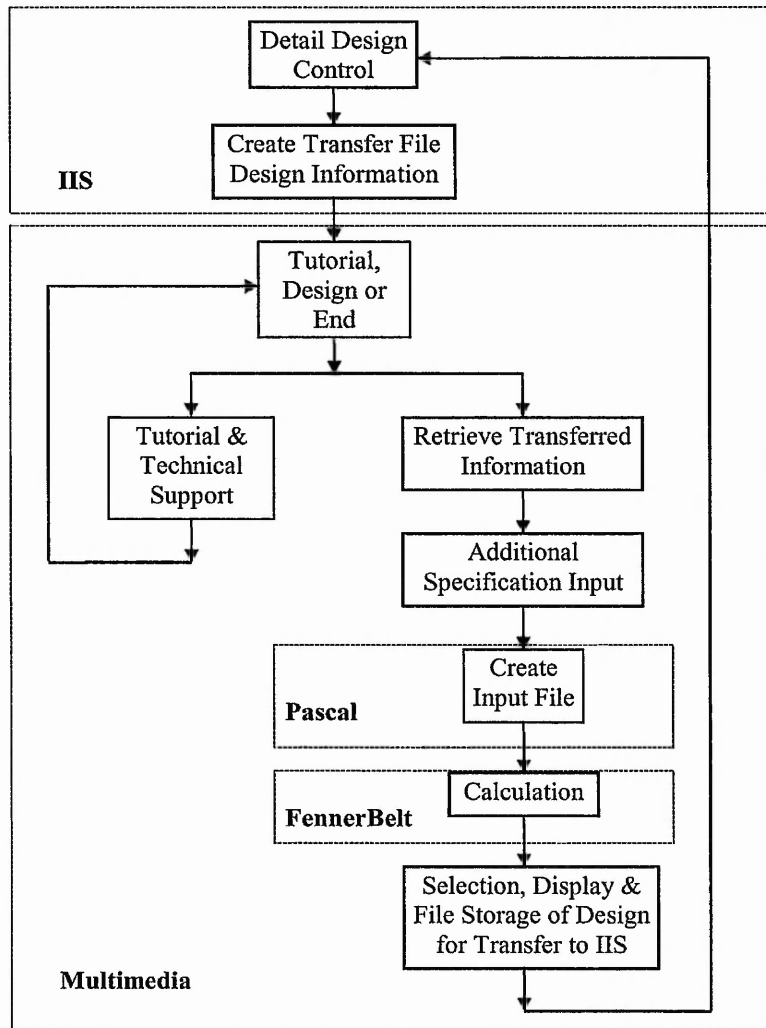 Detail Design
Control
Create Transfer File
Design Information
IIS
Tutorial,
Design or
End
Tutorial &
Technical
Support
Retrieve Transferred
Information
Additional
Specification Input
Create
Input File
Pascal
Calculation
FennerBelt
Selection, Display &
File Storage of Design
for Transfer to IIS
Multimedia